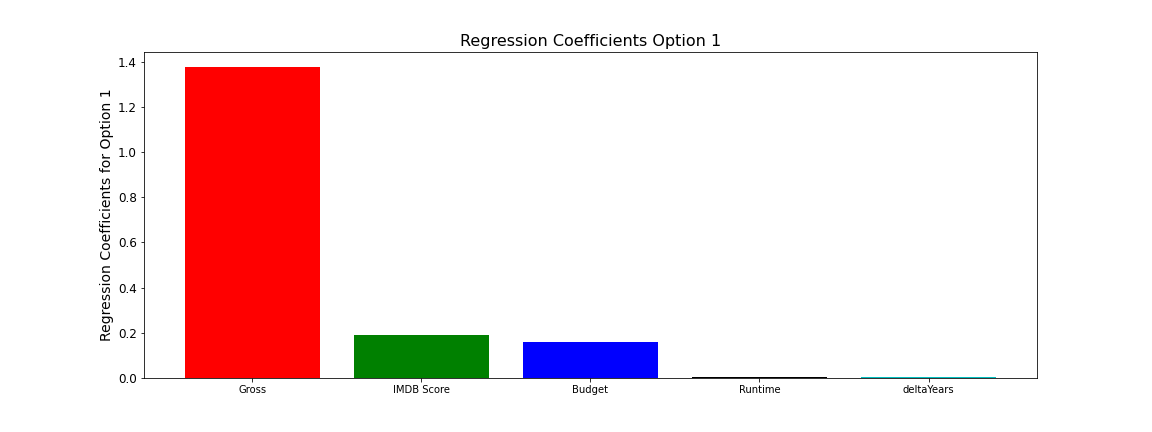 Regression Coefficients Option 1
Regression Coefficients for Option 1
1.4
1.2
1.0
0.8
0.6
0.4
0.2
0.0
Gross IMDB Score Budget Runtime deltaYears